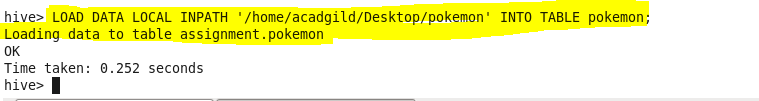 hive> LOAD DATA LOCAL INPATH '/home/acadgild/Desktop/pokemon' INTO TABLE pokemon;
Loading data to table assignment.pokemon
OK
Time taken: 0.252 seconds
hive>